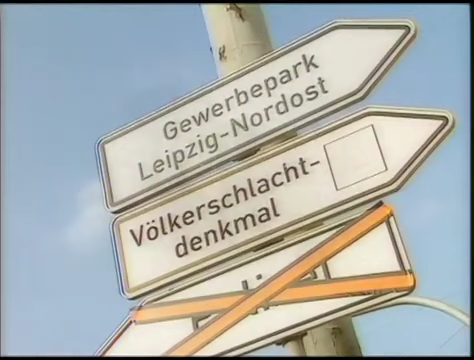 Gewerbepark
Leipzig-Nordost
Völkerschlacht-
denkmal